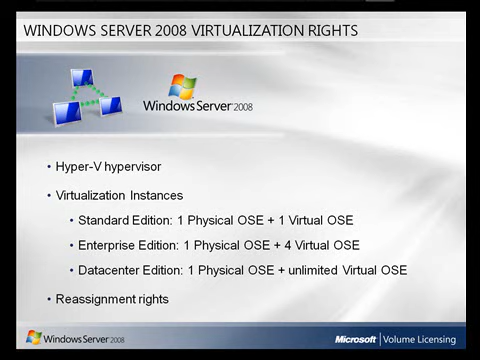 WINDOWS SERVER 2008 VIRTUALIZATION RIGHTS
Windows Server 2008
• Hyper-V hypervisor
• Virtualization Instances
• Standard Edition: 1 Physical OSE + 1 Virtual OSE
• Enterprise Edition: 1 Physical OSE + 4 Virtual OSE
• Datacenter Edition: 1 Physical OSE + unlimited Virtual OSE
• Reassignment rights
Windows Server 2008
Microsoft | Volume Licensing